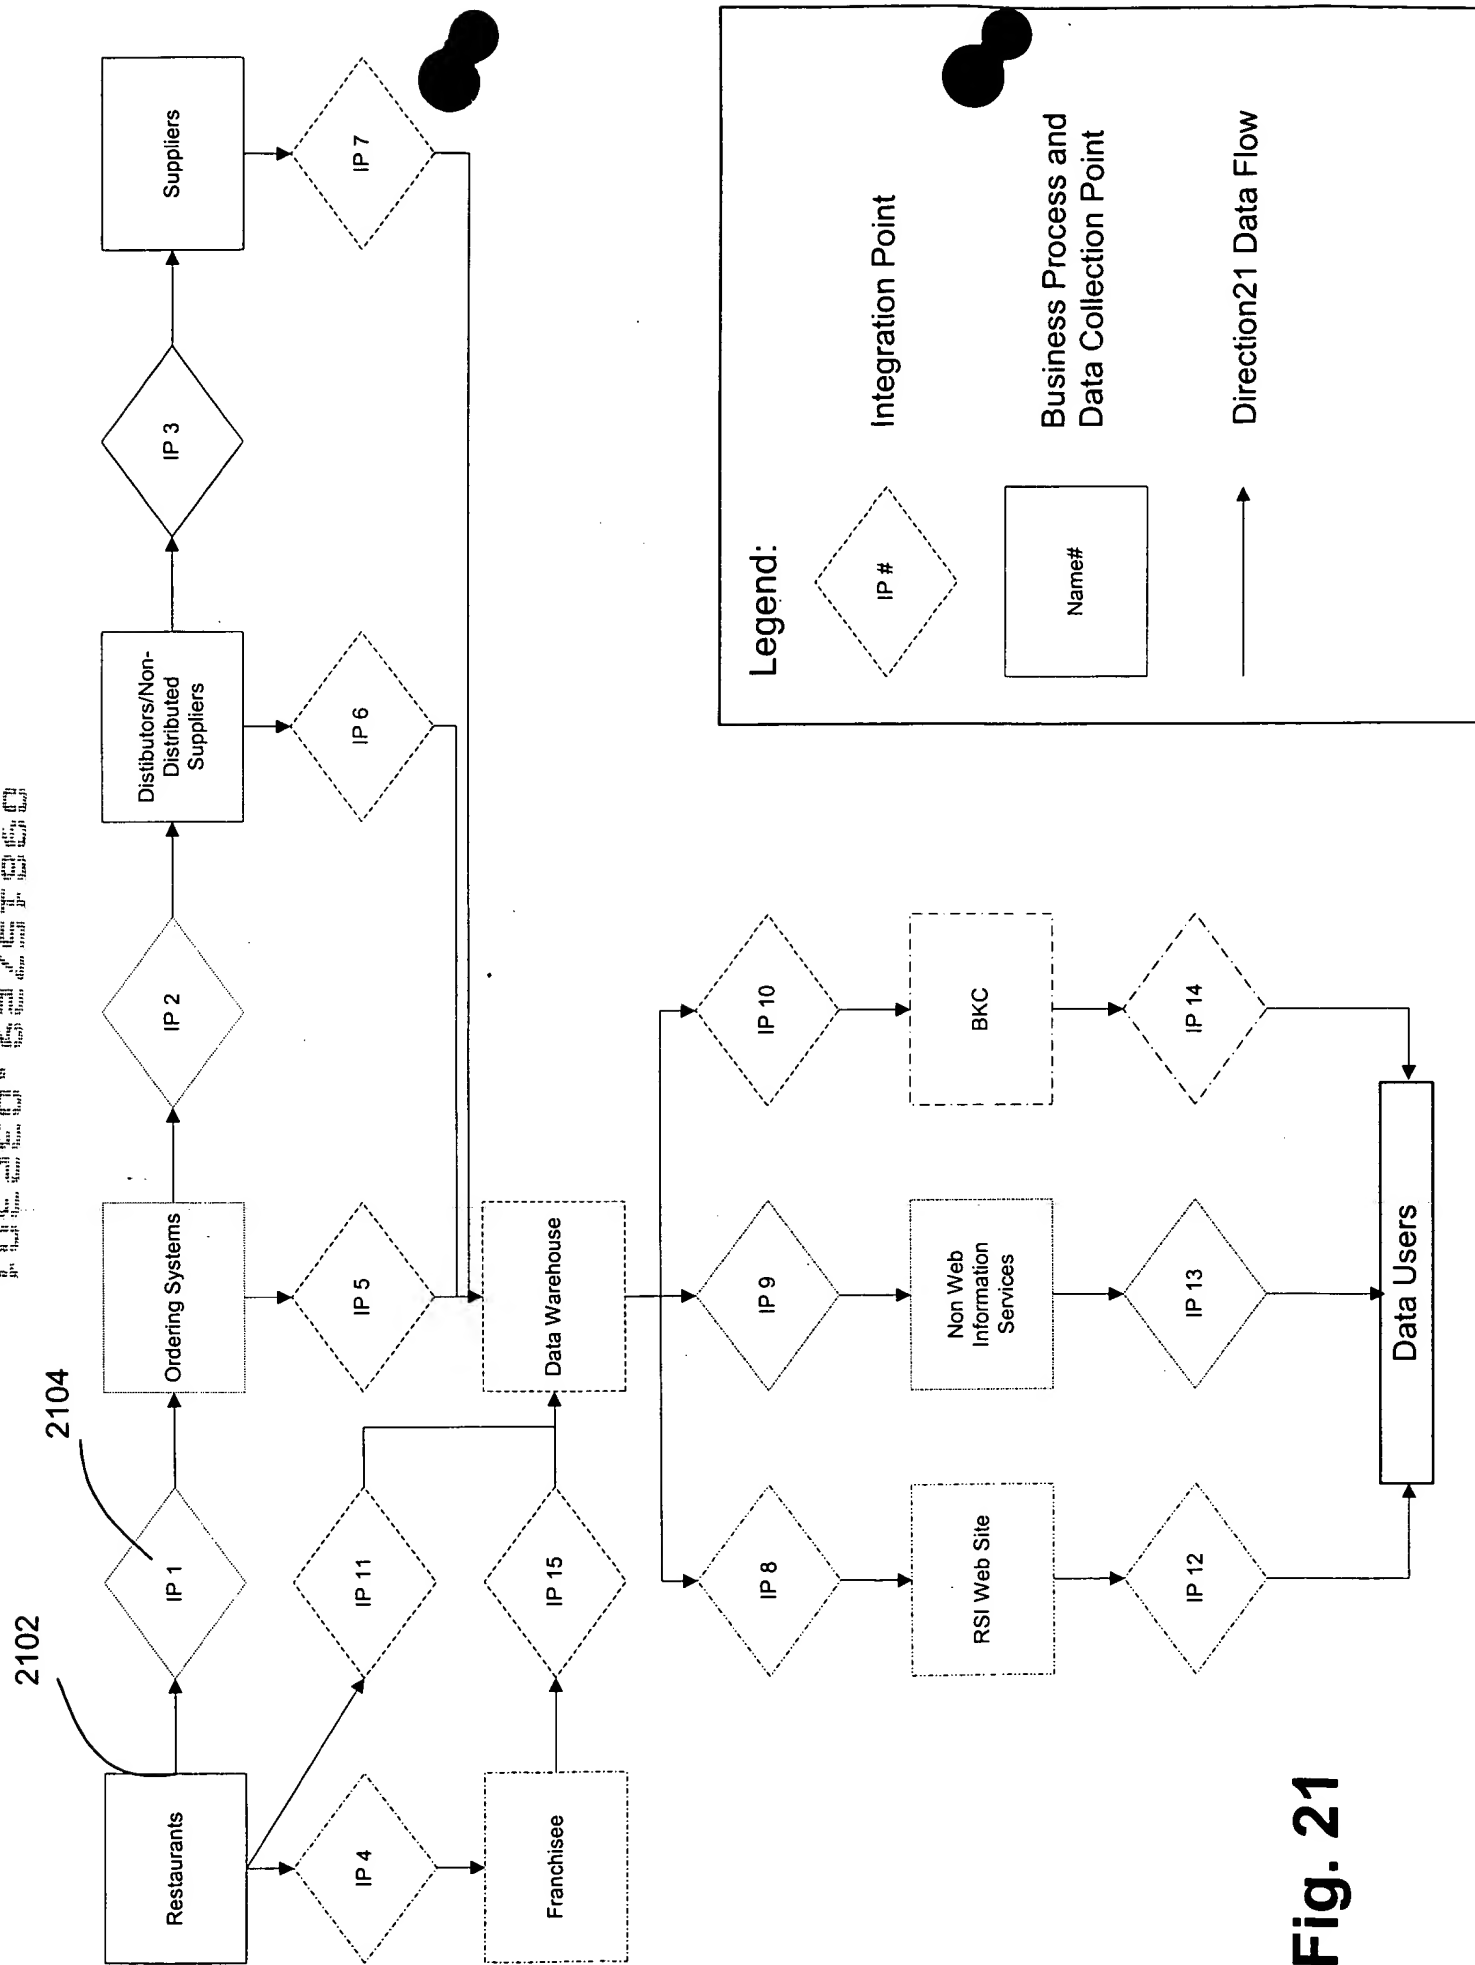 2102
2104
Restaurants
IP 1
Ordering Systems
IP 2
Distibutors/Non-
Distributed
Suppliers
IP 3
Suppliers
IP 4
IP 11
IP 5
IP 6
IP 7
Franchisee
IP 15
Data Warehouse
IP 8
IP 9
IP 10
RSI Web Site
Non Web
Information
Services
BKC
IP 12
IP 13
IP 14
Data Users
Legend:
IP #
Integration Point
Name#
Business Process and
Data Collection Point
Direction21 Data Flow
Fig. 21